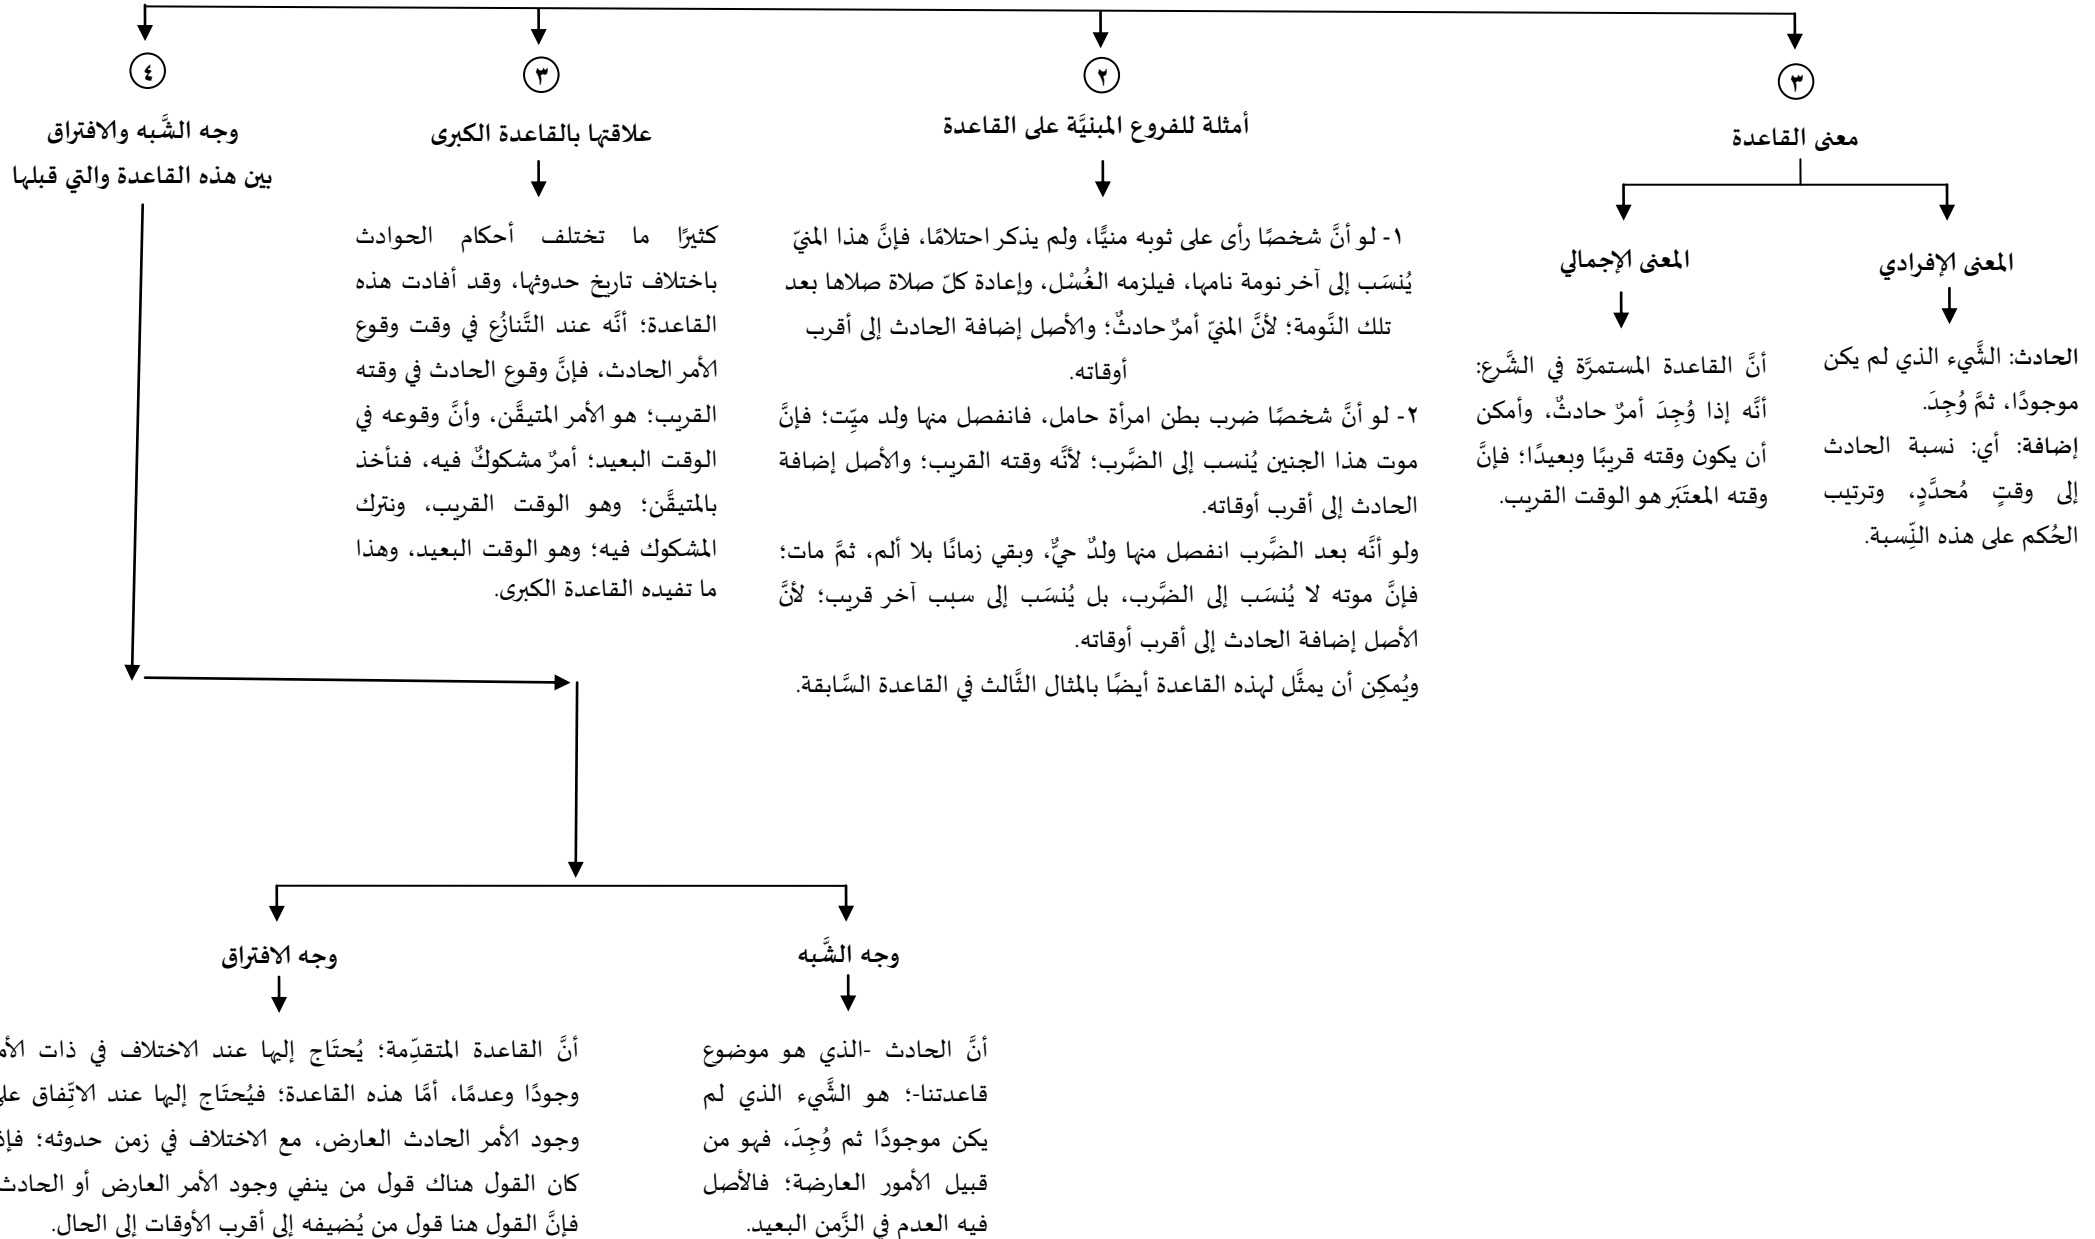 ٣
معنى القاعدة
المعنى الإفرادي
الحادث: الشَّيء الذي لم يكن
موجودًا، ثمَّ وُجِدَ.
إضافة: أي: نسبة الحادث
إلى وقتٍ مُحدَّدٍ، وترتيب
الحُكم على هذه النِّسبة.
المعنى الإجمالي
أنَّ القاعدة المستمرَّة في الشَّرع:
أنَّه إذا وُجِدَ أمرٌ حادثٌ، وأمكن
أن يكون وقته قريبًا وبعيدًا؛ فإنَّ
وقته المعتَبَر هو الوقت القريب.
٢
أمثلة للفروع المبنيَّة على القاعدة
١- لو أنَّ شخصًا رأى على ثوبه منيًّا، ولم يذكر احتلامًا، فإنَّ هذا المنيّ
يُنسَب إلى آخر نومة نامها، فيلزمه الغُسْل، وإعادة كلّ صلاة صلاها بعد
تلك النَّومة؛ لأنَّ المنيّ أمرٌ حادثٌ؛ والأصل إضافة الحادث إلى أقرب
أوقاته.
٢- لو أنَّ شخصًا ضرب بطن امرأة حامل، فانفصل منها ولد ميِّت؛ فإنَّ
موت هذا الجنين يُنسب إلى الضَّرب؛ لأنَّه وقته القريب؛ والأصل إضافة
الحادث إلى أقرب أوقاته.
ولو أنَّه بعد الضَّرب انفصل منها ولدٌ حيٌّ، وبقي زمانًا بلا ألم، ثمَّ مات؛
فإنَّ موته لا يُنسَب إلى الضَّرب، بل يُنسَب إلى سبب آخر قريب؛ لأنَّ
الأصل إضافة الحادث إلى أقرب أوقاته.
ويُمكِن أن يمثَّل لهذه القاعدة أيضًا بالمثال الثَّالث في القاعدة السَّابقة.
٣
علاقتها بالقاعدة الكبرى
كثيرًا ما تختلف أحكام الحوادث
باختلاف تاريخ حدوثها، وقد أفادت هذه
القاعدة؛ أنَّه عند التَّنازُع في وقت وقوع
الأمر الحادث، فإنَّ وقوع الحادث في وقته
القريب؛ هو الأمر المتيقَّن، وأنَّ وقوعه في
الوقت البعيد؛ أمرٌ مشكوكٌ فيه، فنأخذ
بالمتيقَّن؛ وهو الوقت القريب، ونترك
المشكوك فيه؛ وهو الوقت البعيد، وهذا
ما تفيده القاعدة الكبرى.
٤
وجه الشَّبه والافتراق
بين هذه القاعدة والتي قبلها
وجه الشَّبه
أنَّ الحادث -الذي هو موضوع
قاعدتنا-؛ هو الشَّيء الذي لم
يكن موجودًا ثم وُجِدَ، فهو من
قبيل الأمور العارضة؛ فالأصل
فيه العدم في الزَّمن البعيد.
وجه الافتراق
أنَّ القاعدة المتقدِّمة؛ يُحتَاج إليها عند الاختلاف في ذات
وجودًا وعدمًا، أمَّا هذه القاعدة؛ فيُحتَاج إليها عند الاتِّفاق
وجود الأمر الحادث العارض، مع الاختلاف في زمن حدوثه؛
كان القول هناك قول من ينفي وجود الأمر العارض أو الحادث
فإنَّ القول هنا قول من يُضيفه إلى أقرب الأوقات إلى الحال.